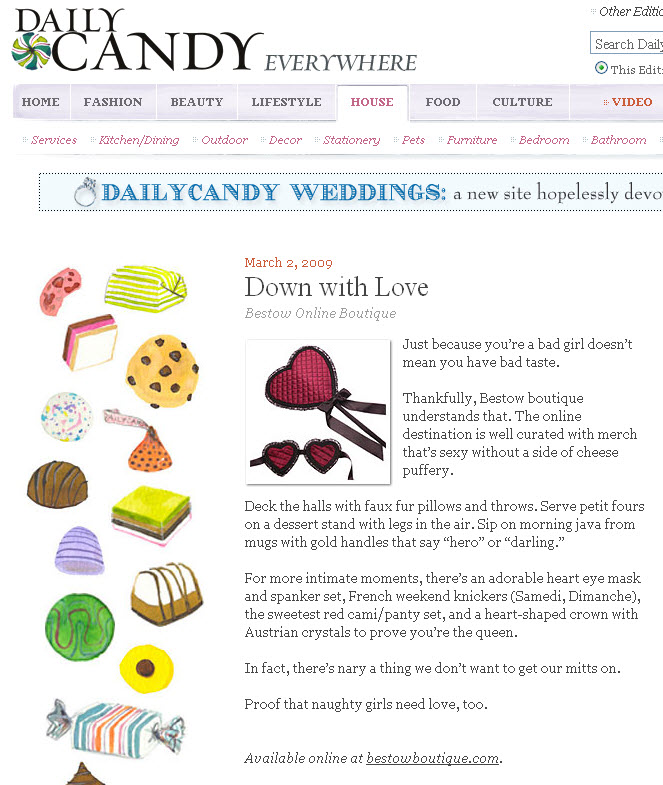 DAILY
CANDY EVERYWHERE
Other Editio
Search Daily
This Editi
HOME FASHION BEAUTY LIFESTYLE HOUSE FOOD CULTURE VIDEO
Services Kitchen/Dining Outdoor Decor Stationery Pets Furniture Bedroom Bathroom
DAILYCANDY WEDDINGS: a new site hopelessly devo
March 2, 2009
Down with Love
Bestow Online Boutique
Just because you're a bad girl doesn't
mean you have bad taste.
Thankfully, Bestow boutique
understands that. The online
destination is well curated with merch
that's sexy without a side of cheese
puffery.
Deck the halls with faux fur pillows and throws. Serve petit fours
on a dessert stand with legs in the air. Sip on morning java from
mugs with gold handles that say “hero” or “darling.”
For more intimate moments, there's an adorable heart eye mask
and spanker set, French weekend knickers (Samedi, Dimanche),
the sweetest red cami/panty set, and a heart-shaped crown with
Austrian crystals to prove you're the queen.
In fact, there's nary a thing we don't want to get our mitts on.
Proof that naughty girls need love, too.
Available online at bestowboutique.com.